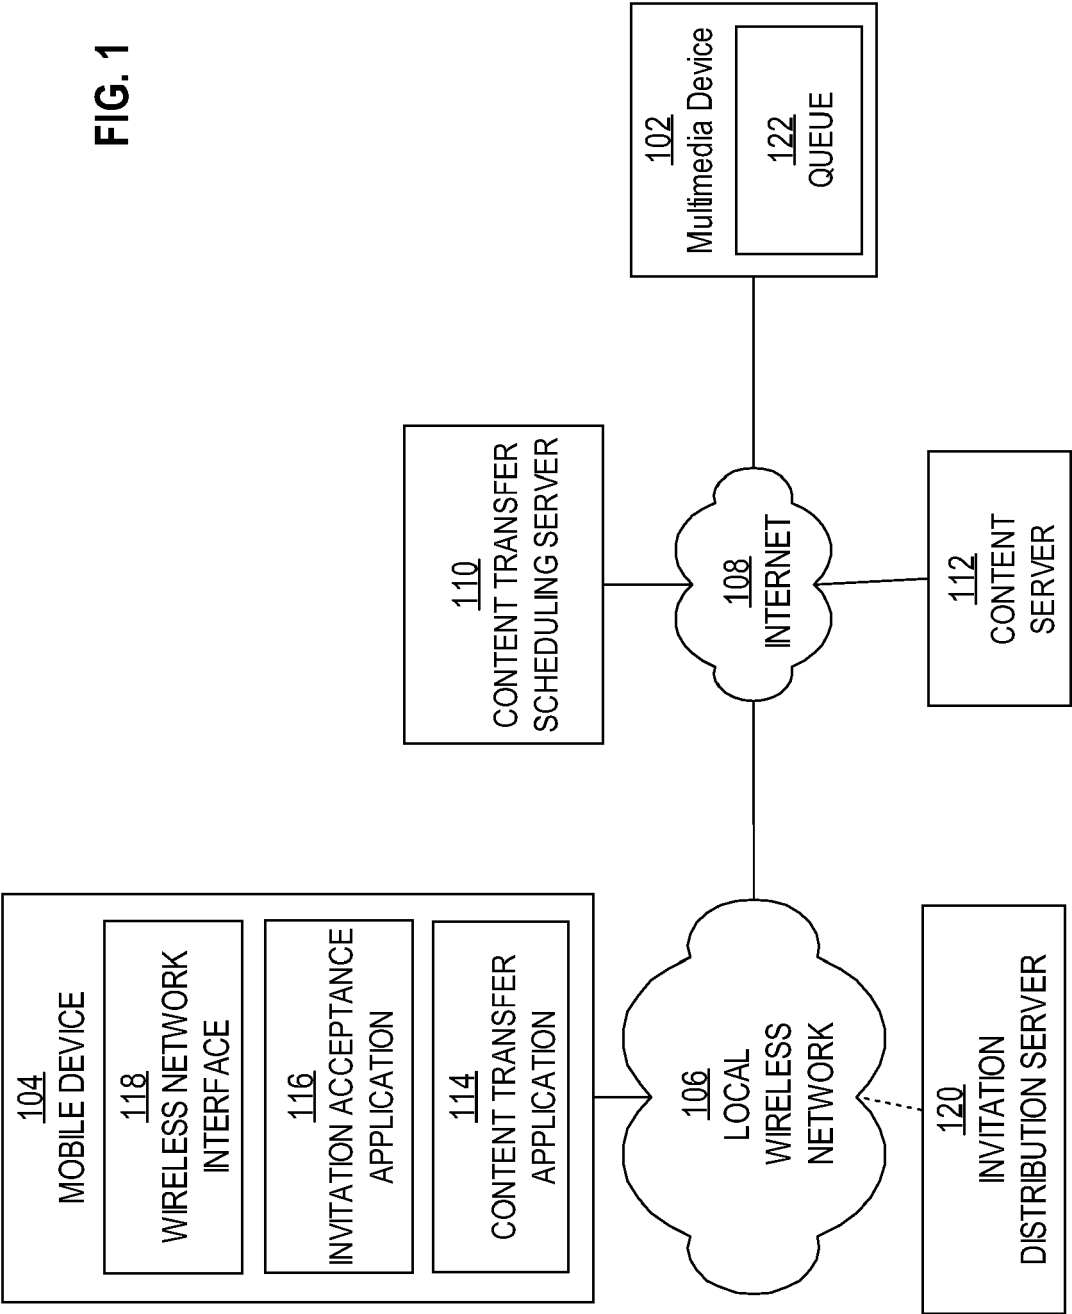 FIG. 1
104
MOBILE DEVICE
118
WIRELESS NETWORK
INTERFACE
116
INVITATION ACCEPTANCE
APPLICATION
114
CONTENT TRANSFER
APPLICATION
106
LOCAL
WIRELESS
NETWORK
120
INVITATION
DISTRIBUTION SERVER
110
CONTENT TRANSFER
SCHEDULING SERVER
108
INTERNET
112
CONTENT
SERVER
102
Multimedia Device
122
QUEUE